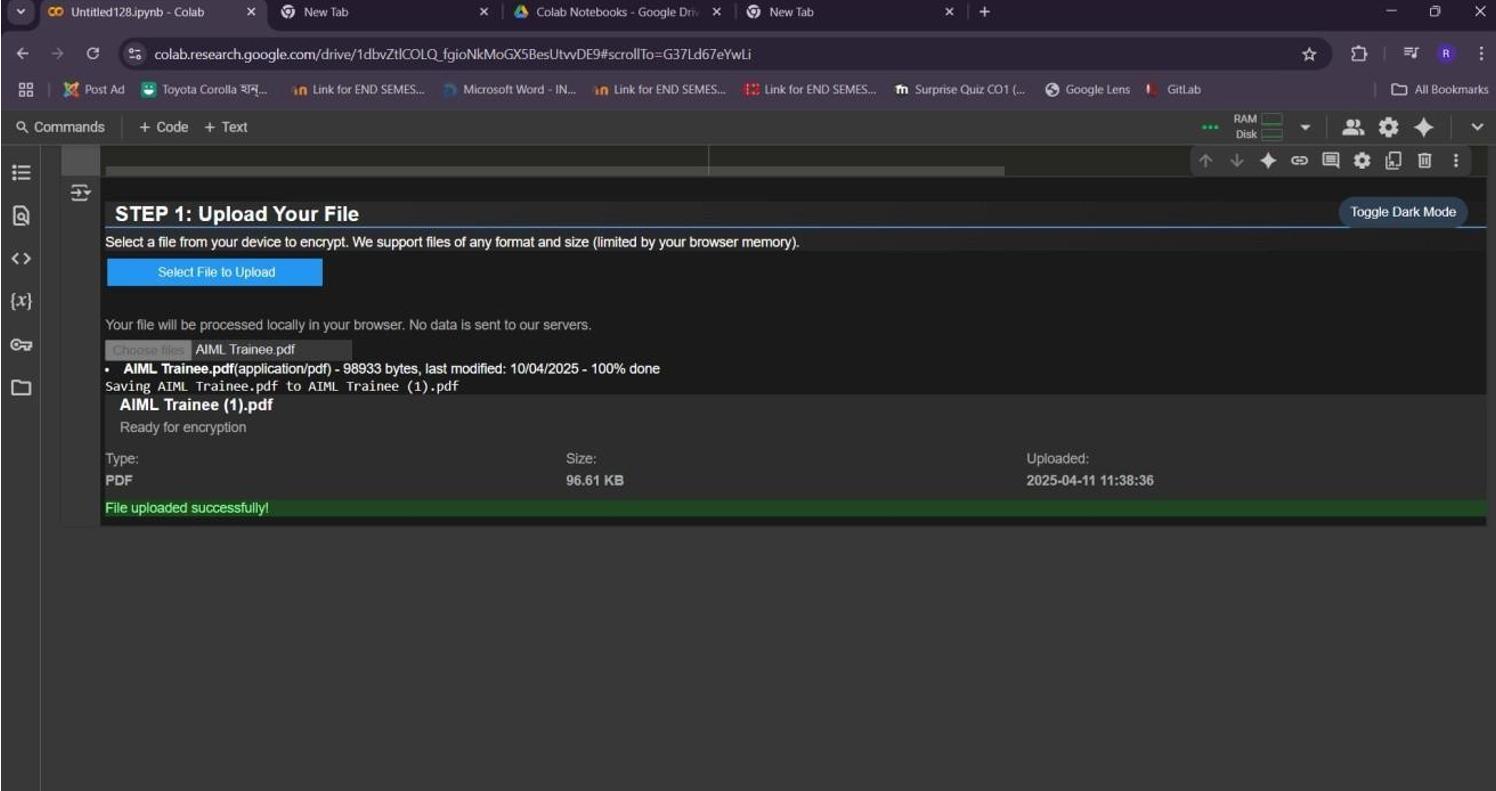 Untitled128.ipynb - Colab New Tab Colab Notebooks - Google Driv New Tab
colab.research.google.com/drive/1dbvZtlCOLQ_fgioNkMoGX5BesUtvvDE9#scrollTo=G37Ld67eYwLi R
Post Ad Toyota Corolla वान्... Link for END SEMES... Microsoft Word - IN... Link for END SEMES... Link for END SEMES... Surprise Quiz CO1 (... Google Lens GitLab All Bookmarks
Commands + Code + Text RAM
Disk
STEP 1: Upload Your File Toggle Dark Mode
Select a file from your device to encrypt. We support files of any format and size (limited by your browser memory).
Select File to Upload
Your file will be processed locally in your browser. No data is sent to our servers.
Choose files AIML Trainee.pdf
• AIML Trainee.pdf(application/pdf) - 98933 bytes, last modified: 10/04/2025 - 100% done
Saving AIML Trainee.pdf to AIML Trainee (1).pdf
AIML Trainee (1).pdf
Ready for encryption
Type: Size: Uploaded:
PDF 96.61 KB 2025-04-11 11:38:36
File uploaded successfully!